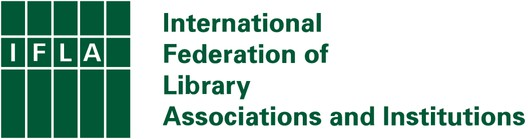 IFLA
International
Federation of
Library
Associations and Institutions